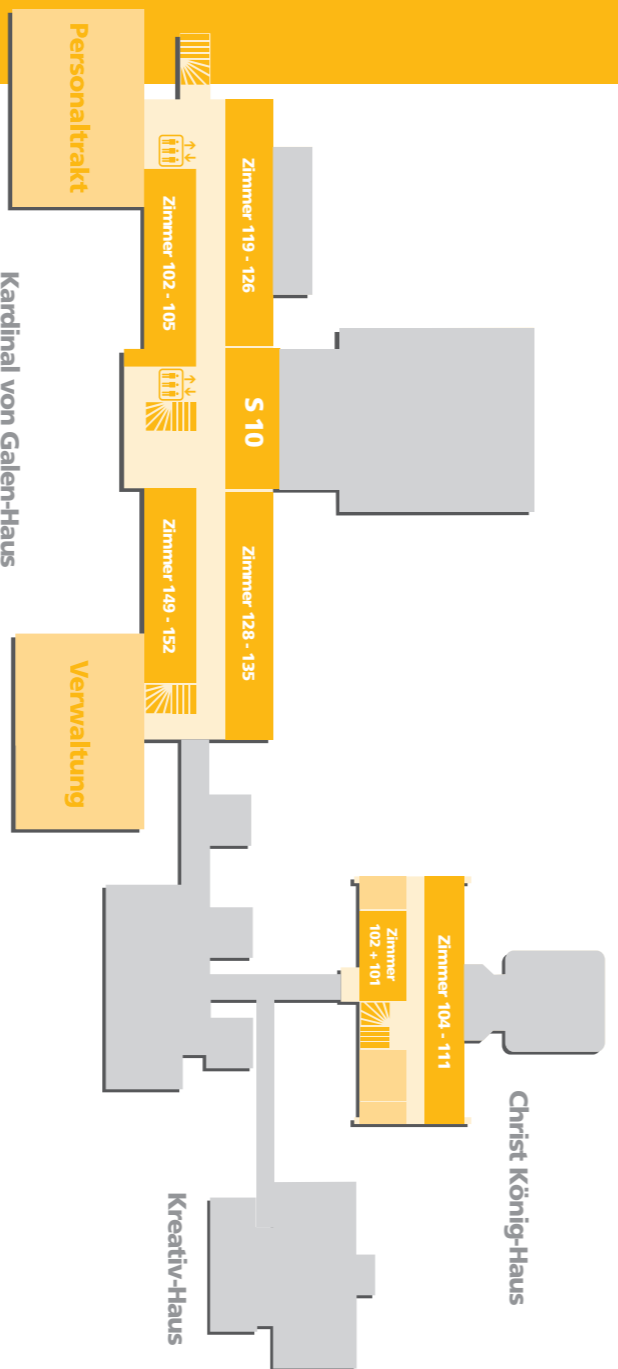 Personaltrakt
Zimmer 119 - 126
Zimmer 102 - 105
Kardinal von Galen-Haus
S 10
Zimmer 149 - 152
Zimmer 128 - 135
Verwaltung
Zimmer
102 + 101
Zimmer 104 - 111
Christ König-Haus
Kreativ-Haus